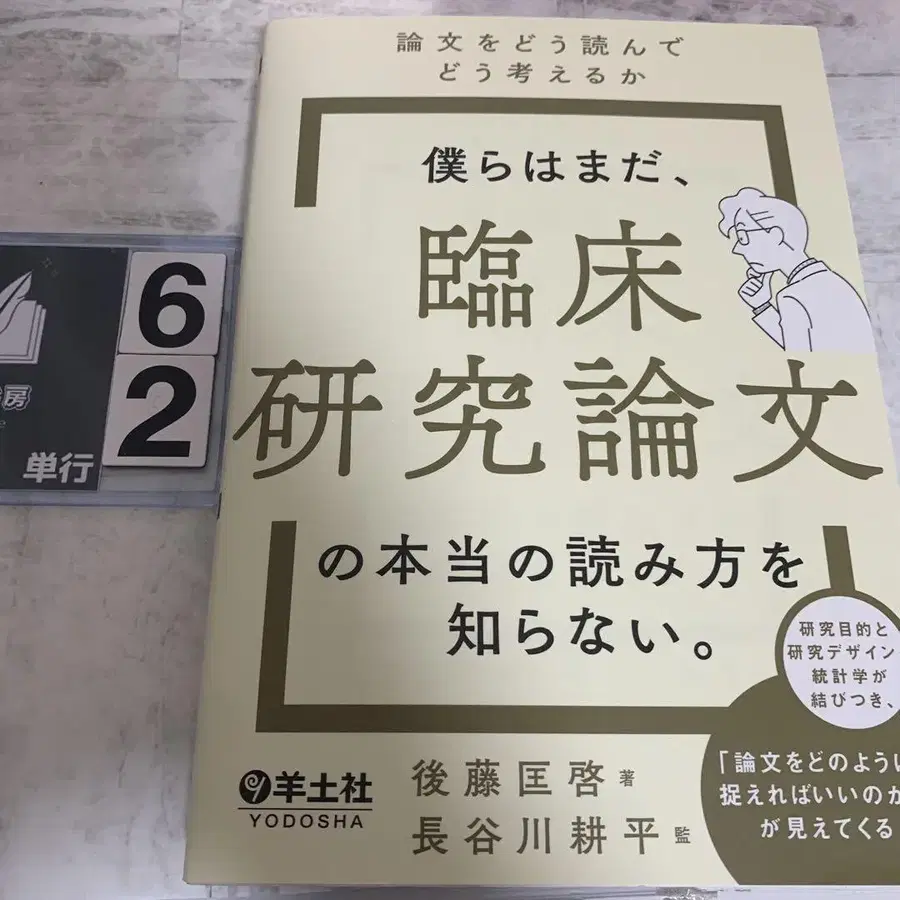 論文をどう読んで
どう考えるか
僕らはまだ、
臨床
研究論文
の本当の読み方を
知らない。
研究目的と
研究デザイン
統計学が
結びつき、
「論文をどのように
捉えればいいのか
が見えてくる
羊土社
YODOSHA
後藤匡啓 著
長谷川耕平 監
6
2
房
単行